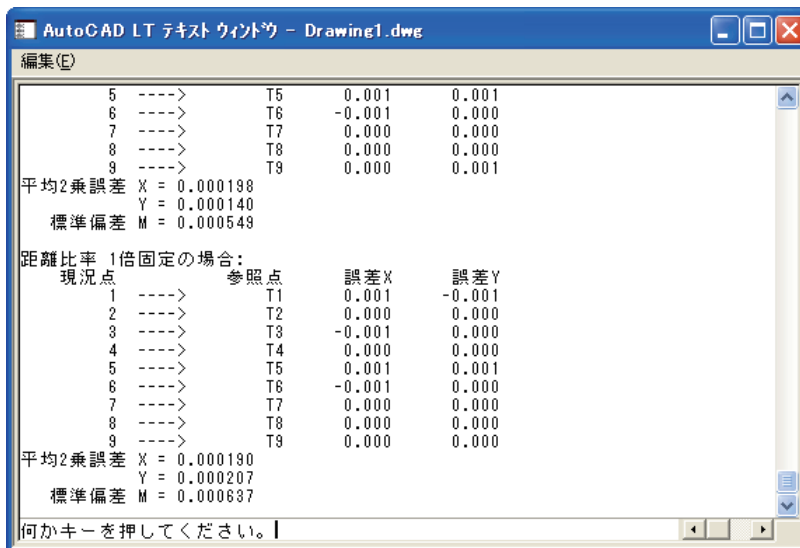 AutoCAD LT テキスト ウィンドウ - Drawing1.dwg
編集(E)
5 ----> T5 0.001 0.001
6 ----> T6 -0.001 0.000
7 ----> T7 0.000 0.000
8 ----> T8 0.000 0.000
9 ----> T9 0.000 0.001
平均2乗誤差 X = 0.000198
Y = 0.000140
標準偏差 M = 0.000549
距離比率 1倍固定の場合:
現況点 参照点 誤差X 誤差Y
1 ----> T1 0.001 -0.001
2 ----> T2 0.000 0.000
3 ----> T3 -0.001 0.000
4 ----> T4 0.000 0.000
5 ----> T5 0.001 0.001
6 ----> T6 -0.001 0.000
7 ----> T7 0.000 0.000
8 ----> T8 0.000 0.000
9 ----> T9 0.000 0.000
平均2乗誤差 X = 0.000190
Y = 0.000207
標準偏差 M = 0.000637
何かキーを押してください。